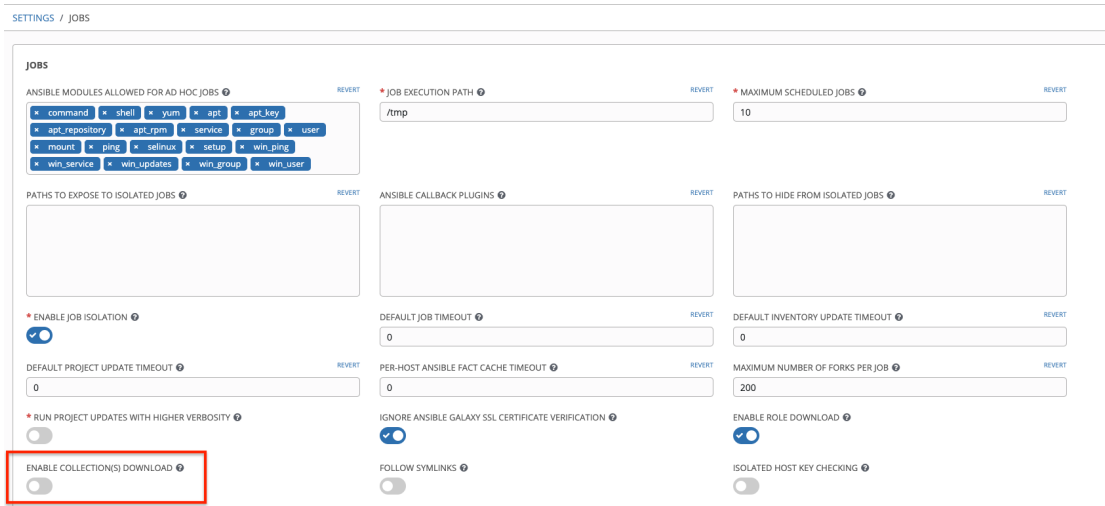 SETTINGS / JOBS
JOBS
ANSIBLE MODULES ALLOWED FOR AD HOC JOBS ? REVERT
× command × shell × yum × apt × apt_key
× apt_repository × apt_rpm × service × group × user
× mount × ping × selinux × setup × win_ping
× win_service × win_updates × win_group × win_user
* JOB EXECUTION PATH ? REVERT
/tmp
* MAXIMUM SCHEDULED JOBS ? REVERT
10
PATHS TO EXPOSE TO ISOLATED JOBS ? REVERT
ANSIBLE CALLBACK PLUGINS ? REVERT
PATHS TO HIDE FROM ISOLATED JOBS ? REVERT
* ENABLE JOB ISOLATION ?
DEFAULT JOB TIMEOUT ? REVERT
0
DEFAULT INVENTORY UPDATE TIMEOUT ? REVERT
0
DEFAULT PROJECT UPDATE TIMEOUT ? REVERT
0
PER-HOST ANSIBLE FACT CACHE TIMEOUT ? REVERT
0
MAXIMUM NUMBER OF FORKS PER JOB ? REVERT
200
* RUN PROJECT UPDATES WITH HIGHER VERBOSITY ?
IGNORE ANSIBLE GALAXY SSL CERTIFICATE VERIFICATION ?
ENABLE ROLE DOWNLOAD ?
ENABLE COLLECTION(S) DOWNLOAD ?
FOLLOW SYMLINKS ?
ISOLATED HOST KEY CHECKING ?